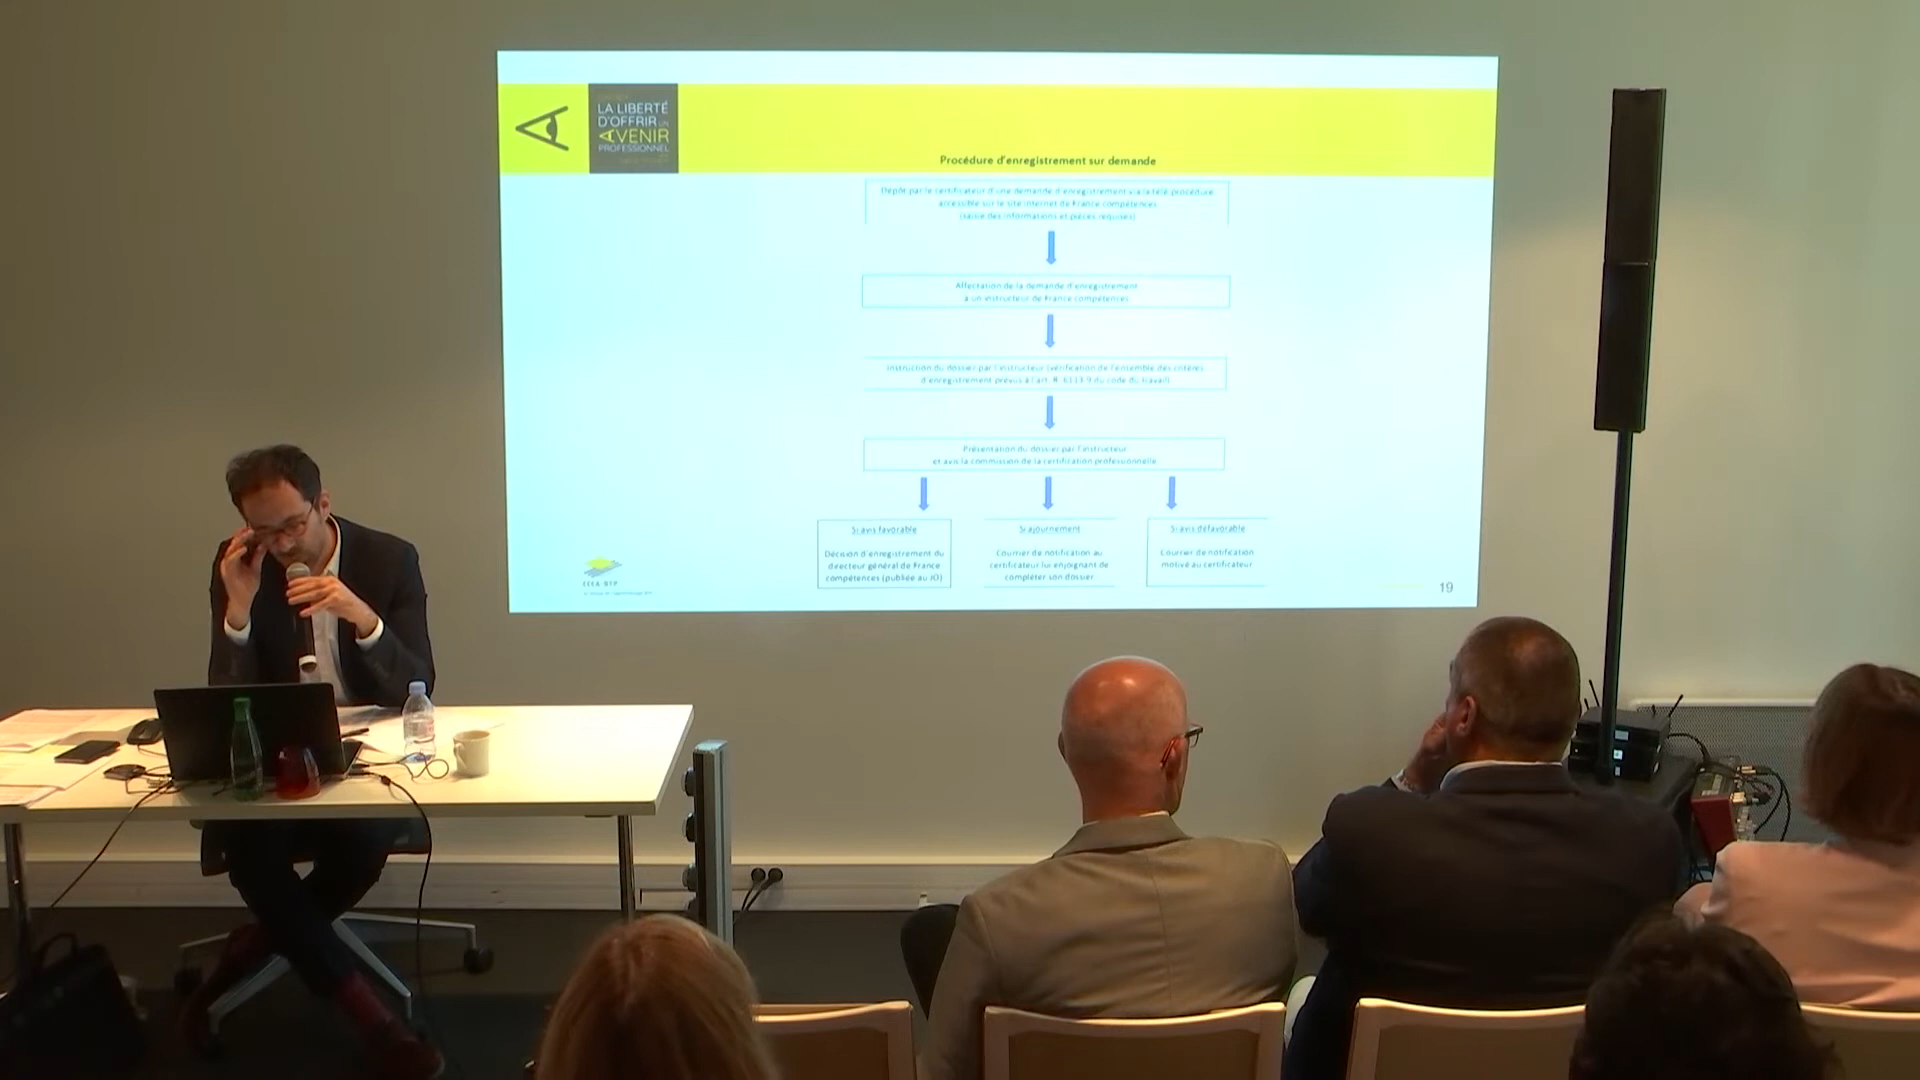 LA LIBERTÉ
D'OFFRIR UN
AVENIR
PROFESSIONNEL
Procédure d'enregistrement sur demande
Dépôt par le certificateur d'une demande d'enregistrement via la télé procédure
accessible sur le site internet de France compétences
(saisie des informations et pièces requises)
Affectation de la demande d'enregistrement
à un instructeur de France compétences
Instruction du dossier par l'instructeur (vérification de l'ensemble des critères
d'enregistrement prévus à l'art. R. 6113-9 du code du travail)
Présentation du dossier par l'instructeur
et avis la commission de la certification professionnelle
Si avis favorable
Décision d'enregistrement du
directeur général de France
compétences (publiée au JO)
Si ajournement
Courrier de notification au
certificateur lui enjoignant de
compléter son dossier
Si avis défavorable
Courrier de notification
motivé au certificateur
CCCA-BTP
19